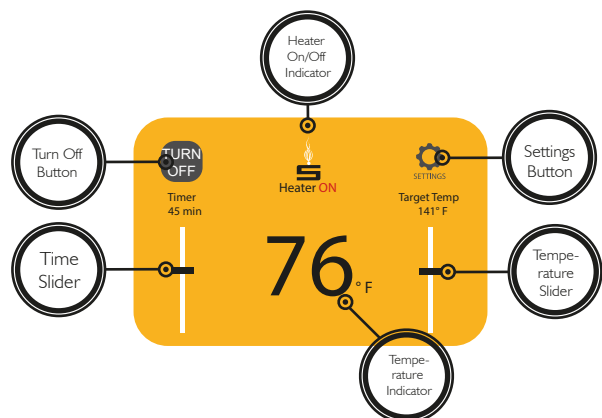 Heater
On/Off
Indicator
Turn Off
Button
TURN
OFF
Heater ON
SETTINGS
Settings
Button
Timer
45 min
Target Temp
141° F
Time
Slider
76° F
Tempe-
rature
Slider
Tempe-
rature
Indicator